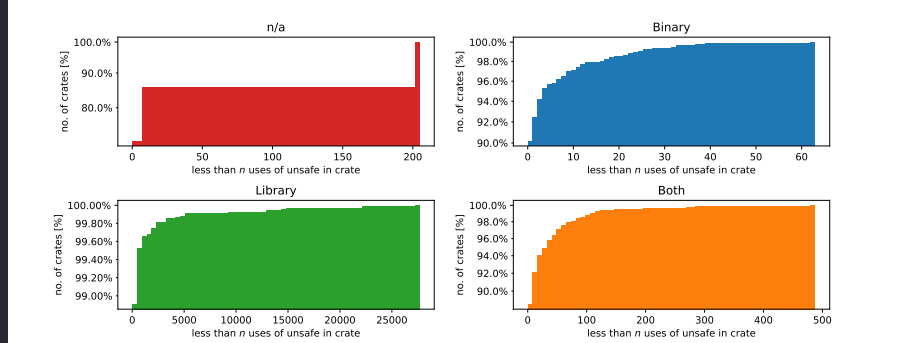 n/a
no. of crates [%]
100.0%
90.0%
80.0%
0 50 100 150 200
less than n uses of unsafe in crate
Binary
no. of crates [%]
100.0%
98.0%
96.0%
94.0%
92.0%
90.0%
0 10 20 30 40 50 60
less than n uses of unsafe in crate
Library
no. of crates [%]
100.00%
99.80%
99.60%
99.40%
99.20%
99.00%
0 5000 10000 15000 20000 25000
less than n uses of unsafe in crate
Both
no. of crates [%]
100.0%
98.0%
96.0%
94.0%
92.0%
90.0%
0 100 200 300 400 500
less than n uses of unsafe in crate